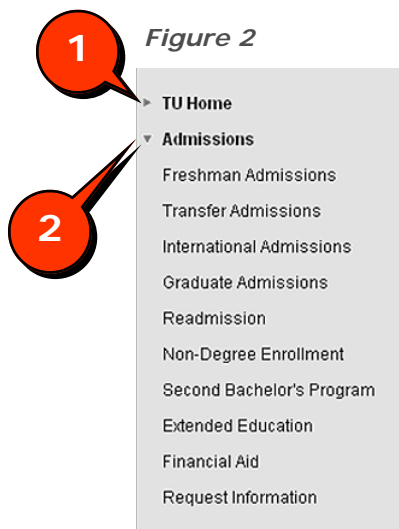 Figure 2
1
TU Home
Admissions
Freshman Admissions
Transfer Admissions
2
International Admissions
Graduate Admissions
Readmission
Non-Degree Enrollment
Second Bachelor's Program
Extended Education
Financial Aid
Request Information